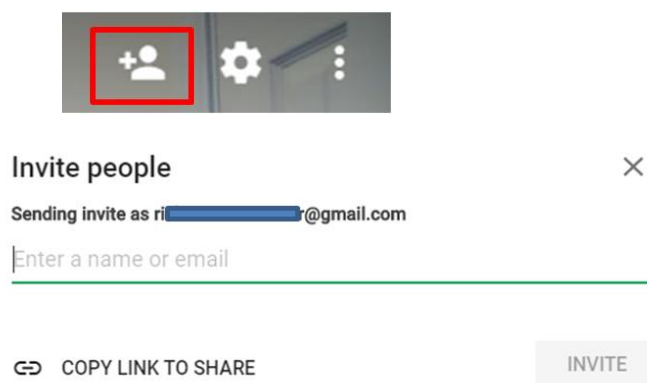 Invite people
Sending invite as ri r@gmail.com
Enter a name or email
COPY LINK TO SHARE
INVITE